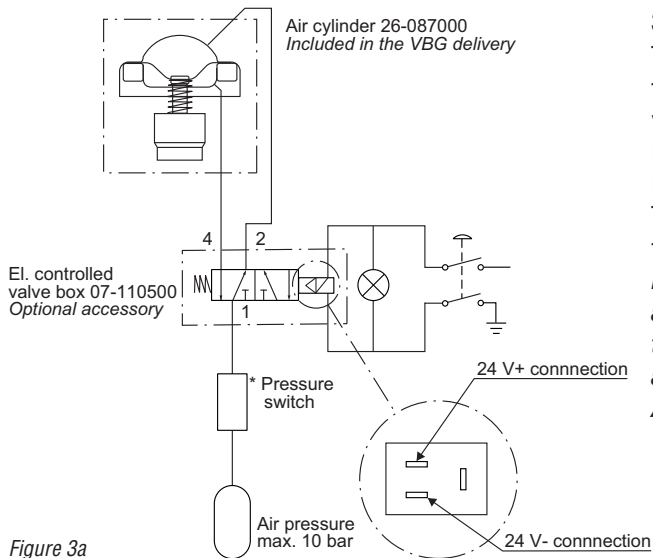 Air cylinder 26-087000
Included in the VBG delivery
4 2
El. controlled
valve box 07-110500
Optional accessory
1
* Pressure
switch
24 V+ connnection
Air pressure
max. 10 bar
24 V- connnection
Figure 3a